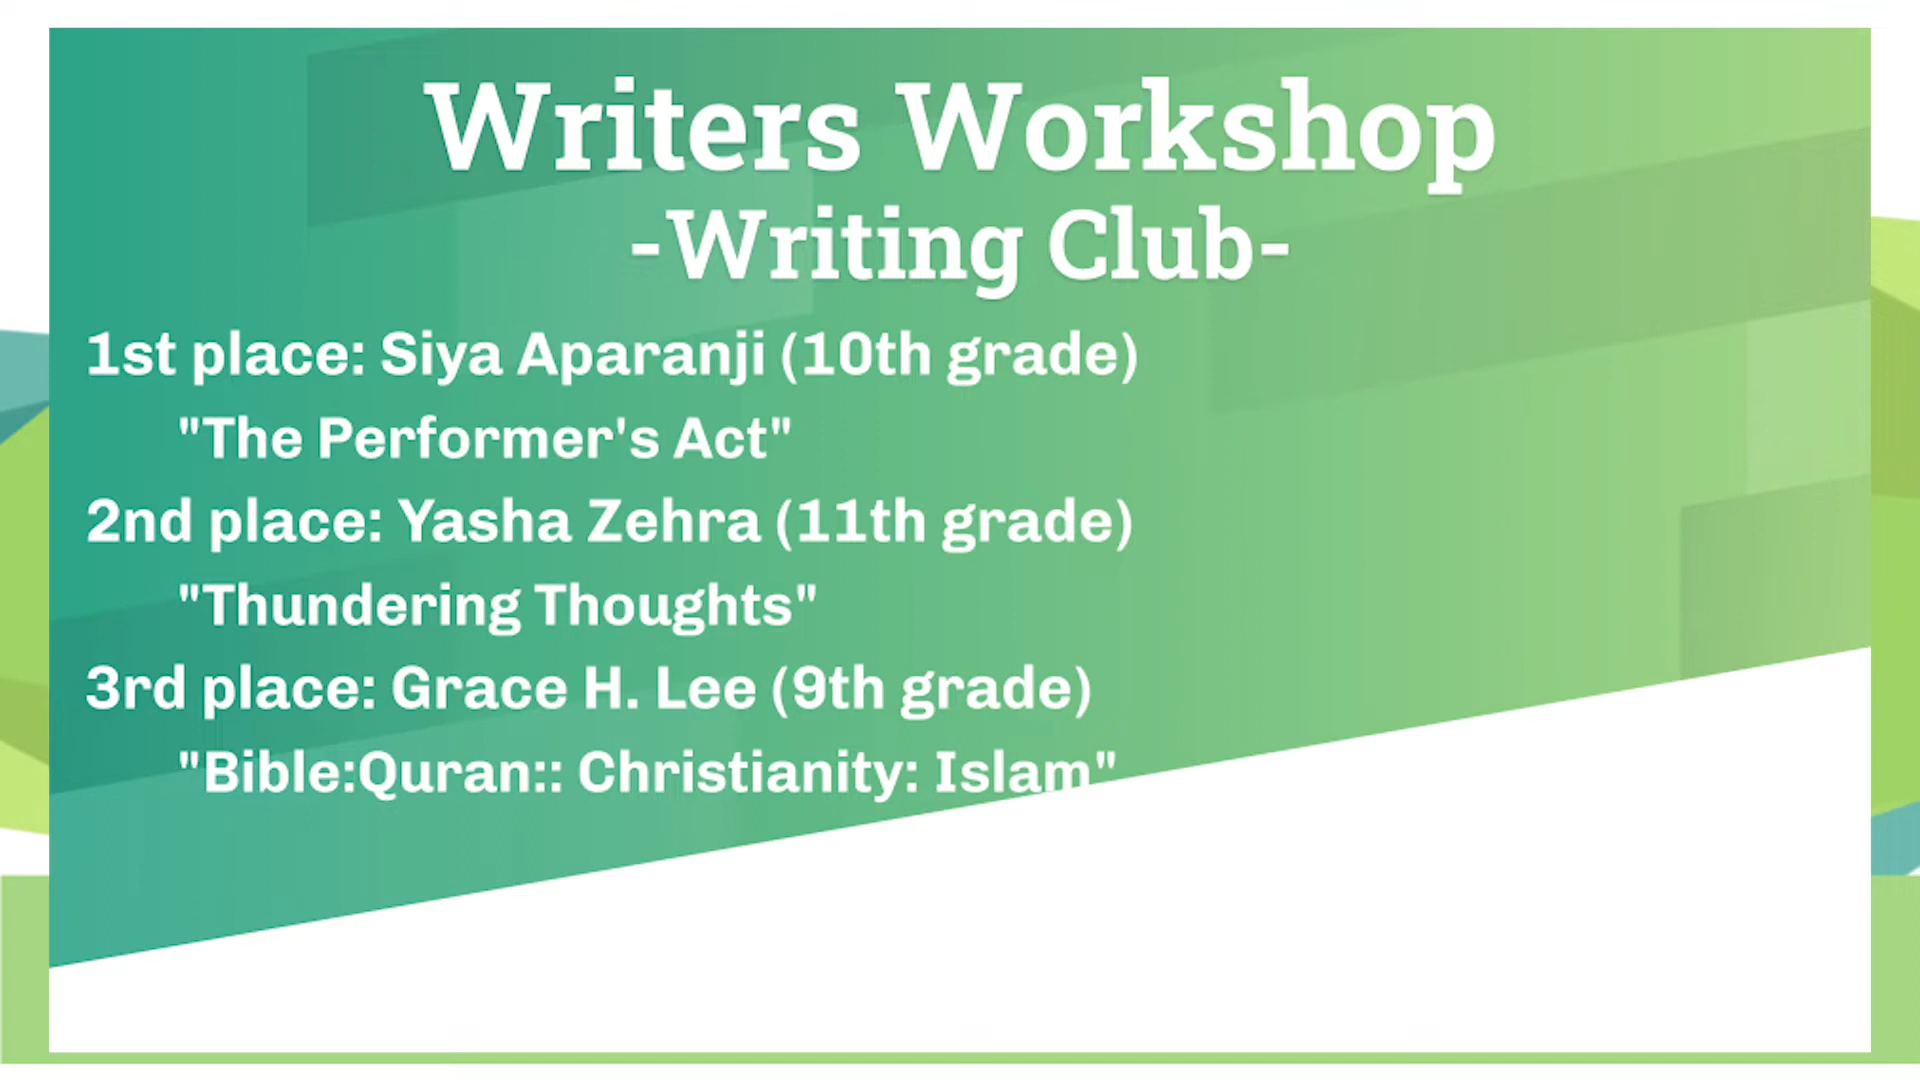 Writers Workshop
-Writing Club-
1st place: Siya Aparanji (10th grade)
"The Performer's Act"
2nd place: Yasha Zehra (11th grade)
"Thundering Thoughts"
3rd place: Grace H. Lee (9th grade)
"Bible:Quran:: Christianity: Islam"